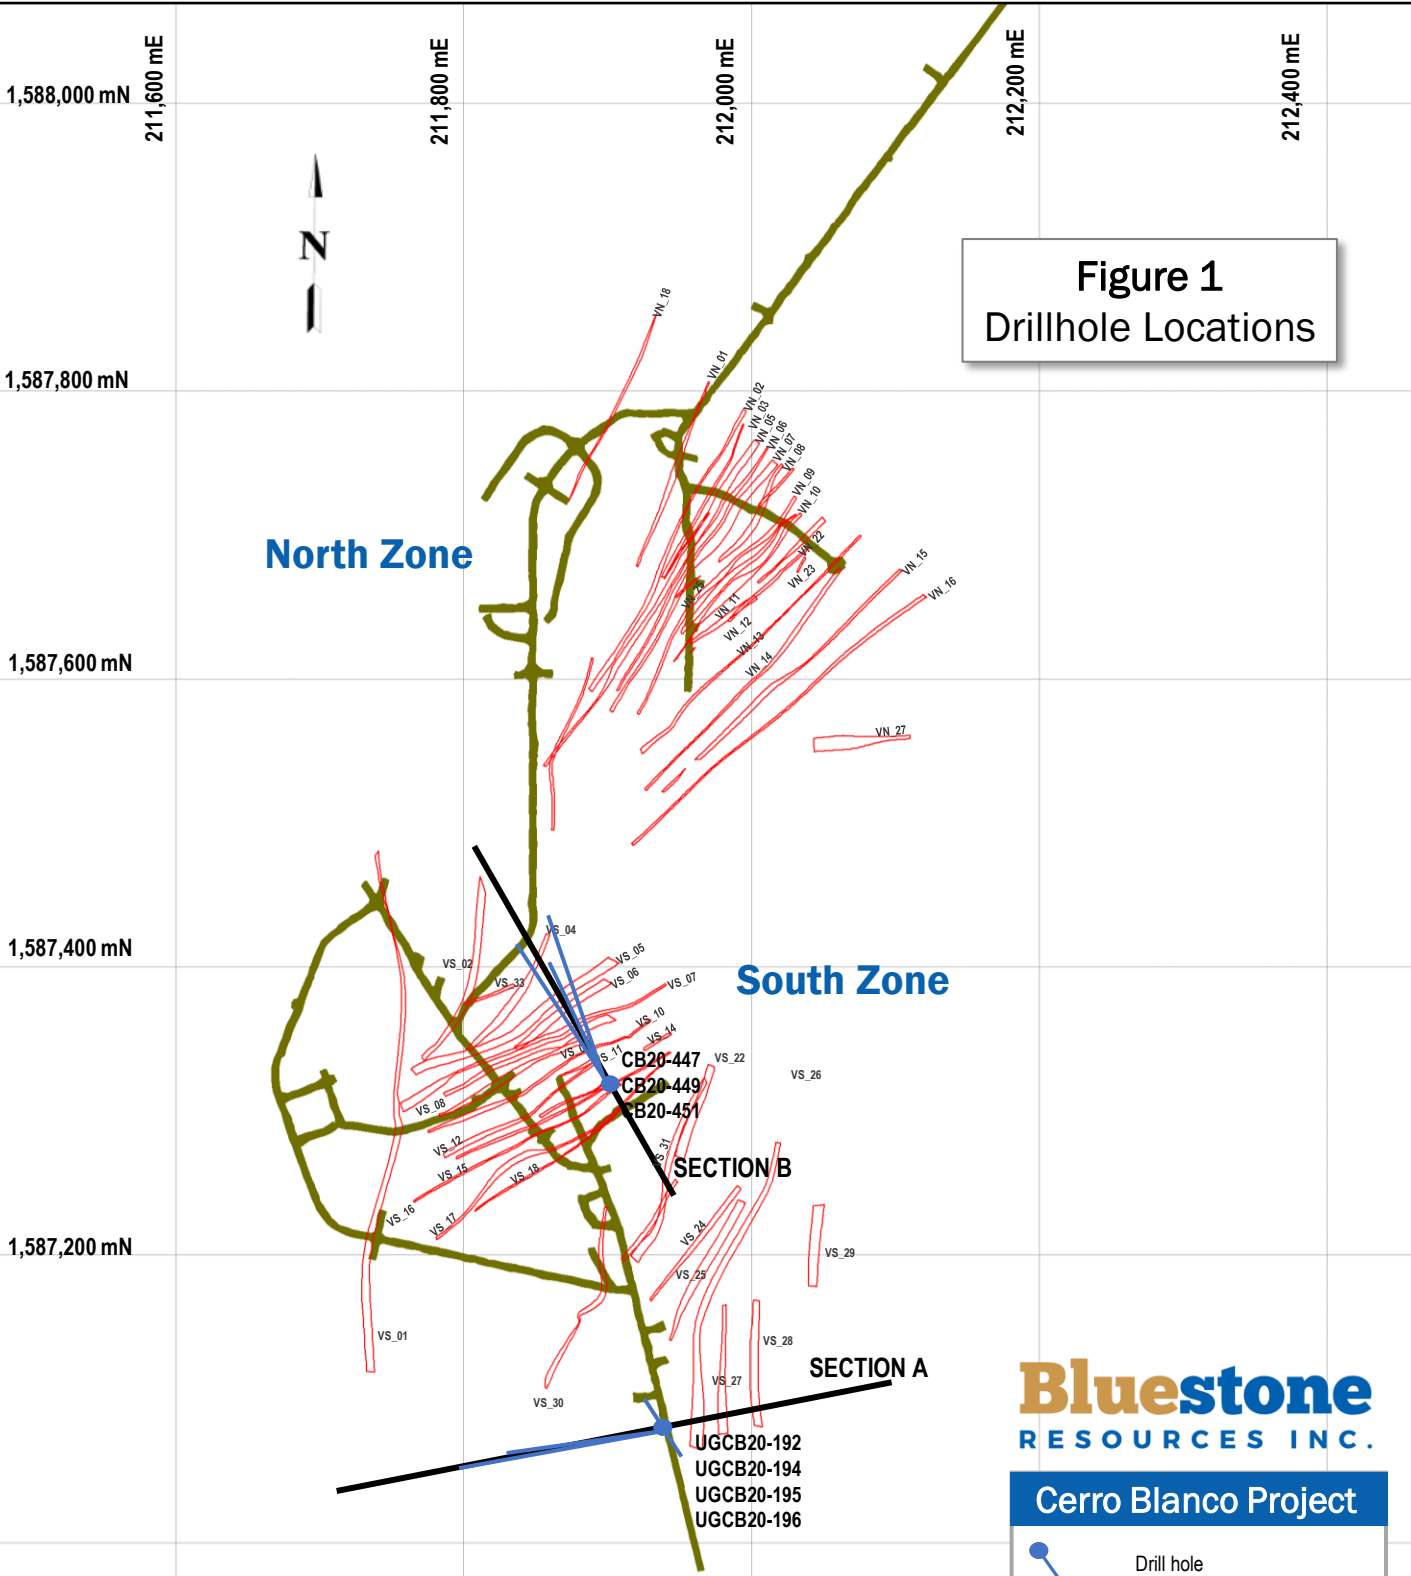 211,600 mE
211,800 mE
212,000 mE
212,200 mE
212,400 mE
1,588,000 mN
N
Figure 1
Drillhole Locations
VN_18
VN_01
1,587,800 mN
VN_02
VN_03
VN_05
VN_06
VN_07
VN_08
VN_09
VN_10
North Zone
VN_22
VN_23
VN_15
VN_16
VN_11
VN_12
VN_13
VN_14
1,587,600 mN
VN_27
VS_04
1,587,400 mN
VS_02
VS_33
VS_05
VS_06
VS_07
South Zone
VS_10
VS_14
VS_11
CB20-447
CB20-449
CB20-451
VS_22
VS_26
VS_08
VS_12
VS_15
VS_18
VS_31
SECTION B
VS_16
VS_17
VS_24
1,587,200 mN
VS_25
VS_29
VS_01
VS_28
SECTION A
VS_27
VS_30
UGCB20-192
UGCB20-194
UGCB20-195
UGCB20-196
Bluestone
RESOURCES INC.
Cerro Blanco Project
Drill hole